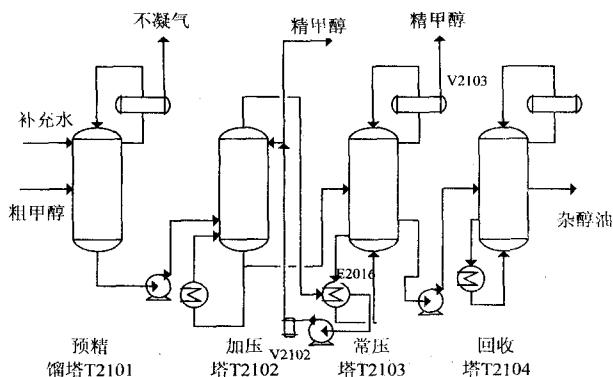 不凝气
精甲醇
精甲醇
V2103
补充水
粗甲醇
杂醇油
E2016
V2102
预精
馏塔T2101
加压
塔T2102
常压
塔T2103
回收
塔T2104